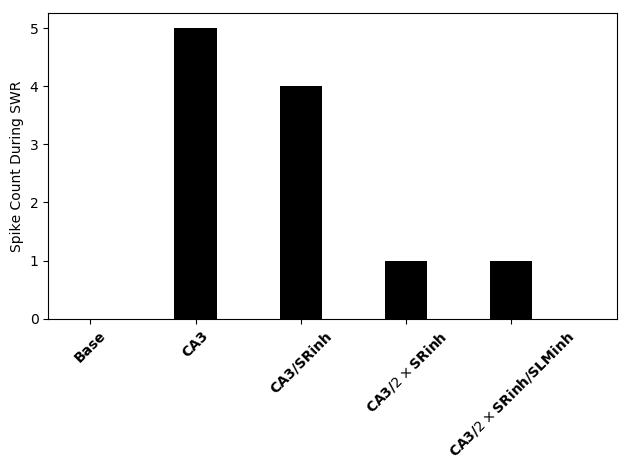 Spike Count During SWR
5
4
3
2
1
0
Base
CA3
CA3/SRinh
CA3/2 × SRinh
CA3/2 × SRinh/SLMinh